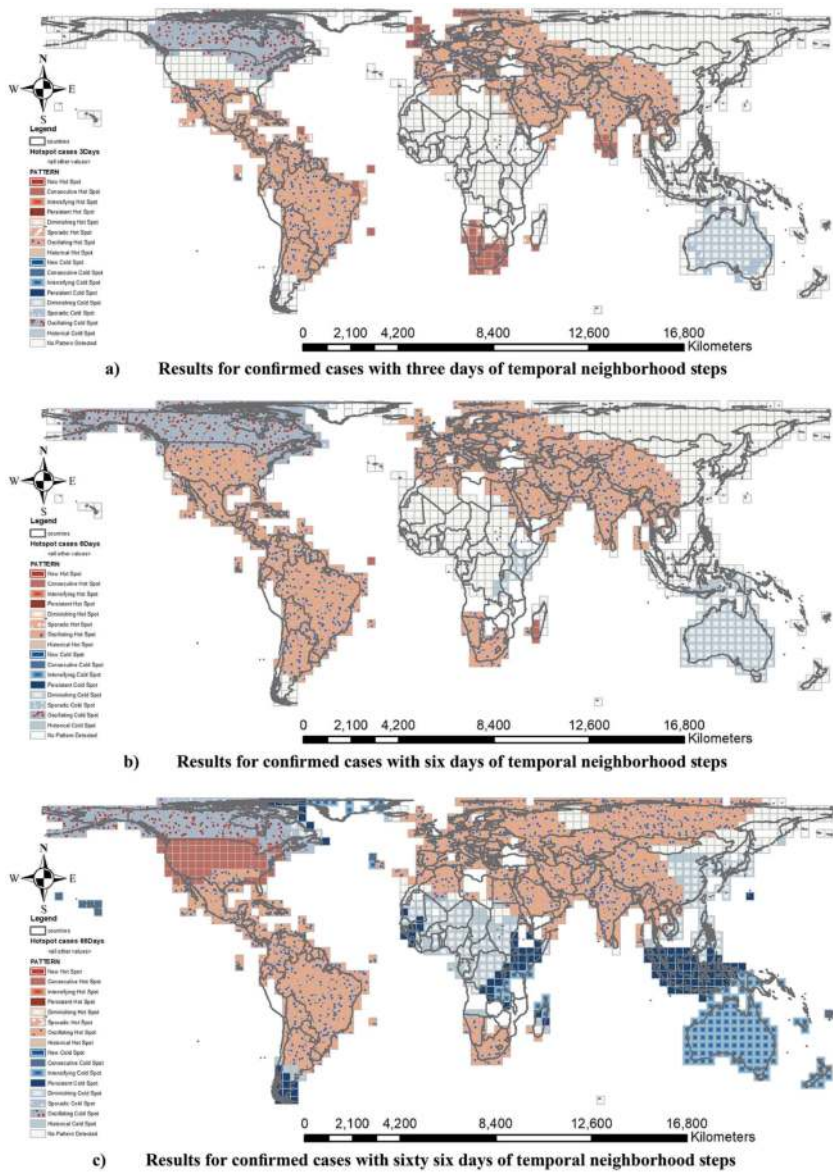 N
W E
S
Legend
countries
Hotspot cases 3Days
<all other values>
PATTERN
New Hot Spot
Consecutive Hot Spot
Intensifying Hot Spot
Persistent Hot Spot
Diminishing Hot Spot
Sporadic Hot Spot
Oscillating Hot Spot
Historical Hot Spot
New Cold Spot
Consecutive Cold Spot
Intensifying Cold Spot
Persistent Cold Spot
Diminishing Cold Spot
Sporadic Cold Spot
Oscillating Cold Spot
Historical Cold Spot
No Pattern Detected
0 2,100 4,200 8,400 12,600 16,800
Kilometers
a) Results for confirmed cases with three days of temporal neighborhood steps
N
W E
S
Legend
countries
Hotspot cases 6Days
<all other values>
PATTERN
New Hot Spot
Consecutive Hot Spot
Intensifying Hot Spot
Persistent Hot Spot
Diminishing Hot Spot
Sporadic Hot Spot
Oscillating Hot Spot
Historical Hot Spot
New Cold Spot
Consecutive Cold Spot
Intensifying Cold Spot
Persistent Cold Spot
Diminishing Cold Spot
Sporadic Cold Spot
Oscillating Cold Spot
Historical Cold Spot
No Pattern Detected
0 2,100 4,200 8,400 12,600 16,800
Kilometers
b) Results for confirmed cases with six days of temporal neighborhood steps
N
W E
S
Legend
countries
Hotspot cases 66Days
<all other values>
PATTERN
New Hot Spot
Consecutive Hot Spot
Intensifying Hot Spot
Persistent Hot Spot
Diminishing Hot Spot
Sporadic Hot Spot
Oscillating Hot Spot
Historical Hot Spot
New Cold Spot
Consecutive Cold Spot
Intensifying Cold Spot
Persistent Cold Spot
Diminishing Cold Spot
Sporadic Cold Spot
Oscillating Cold Spot
Historical Cold Spot
No Pattern Detected
0 2,100 4,200 8,400 12,600 16,800
Kilometers
c) Results for confirmed cases with sixty six days of temporal neighborhood steps